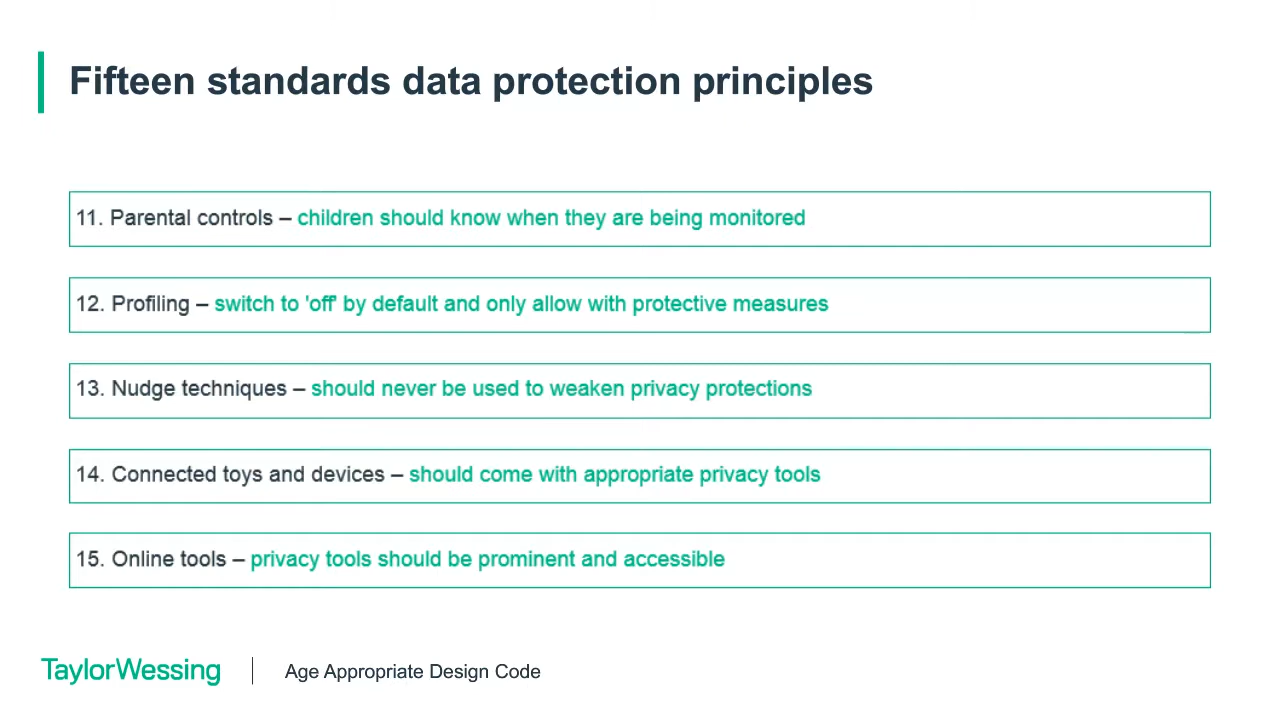 Fifteen standards data protection principles
11. Parental controls – children should know when they are being monitored
12. Profiling – switch to 'off' by default and only allow with protective measures
13. Nudge techniques – should never be used to weaken privacy protections
14. Connected toys and devices – should come with appropriate privacy tools
15. Online tools – privacy tools should be prominent and accessible
TaylorWessing | Age Appropriate Design Code